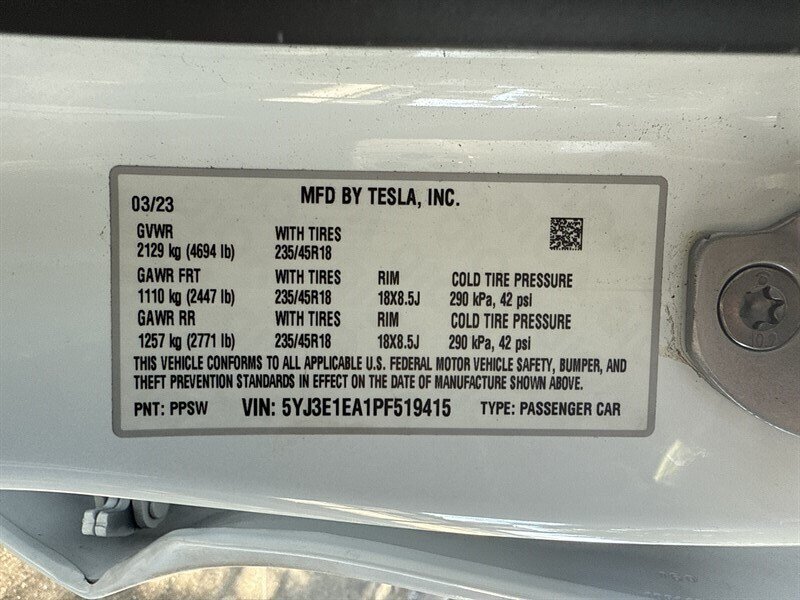 MFD BY TESLA, INC.
03/23
GVWR WITH TIRES
2129 kg (4694 lb) 235/45R18
GAWR FRT WITH TIRES RIM COLD TIRE PRESSURE
1110 kg (2447 lb) 235/45R18 18X8.5J 290 kPa, 42 psi
GAWR RR WITH TIRES RIM COLD TIRE PRESSURE
1257 kg (2771 lb) 235/45R18 18X8.5J 290 kPa, 42 psi
THIS VEHICLE CONFORMS TO ALL APPLICABLE U.S. FEDERAL MOTOR VEHICLE SAFETY, BUMPER, AND
THEFT PREVENTION STANDARDS IN EFFECT ON THE DATE OF MANUFACTURE SHOWN ABOVE.
PNT: PPSW VIN: 5YJ3E1EA1PF519415 TYPE: PASSENGER CAR